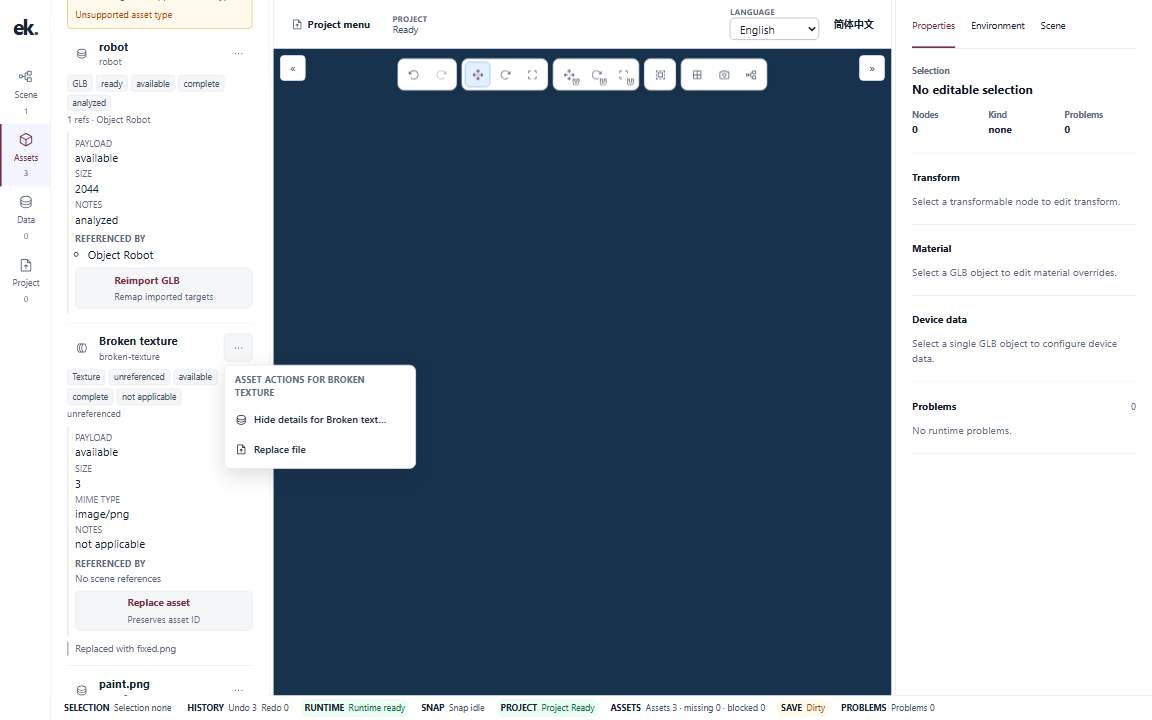 ek.
Scene
1
Assets
3
Data
0
Project
0
Unsupported asset type
robot
robot
...
GLB ready available complete
analyzed
1 refs · Object Robot
PAYLOAD
available
SIZE
2044
NOTES
analyzed
REFERENCED BY
Object Robot
Reimport GLB
Remap imported targets
Broken texture
broken-texture
...
Texture unreferenced available
complete not applicable
unreferenced
PAYLOAD
available
SIZE
3
MIME TYPE
image/png
NOTES
not applicable
REFERENCED BY
No scene references
Replace asset
Preserves asset ID
Replaced with fixed.png
paint.png
...
ASSET ACTIONS FOR BROKEN
TEXTURE
Hide details for Broken text...
Replace file
Project menu
PROJECT
Ready
LANGUAGE
English
简体中文
«
»
Properties Environment Scene
Selection
No editable selection
Nodes Kind Problems
0 none 0
Transform
Select a transformable node to edit transform.
Material
Select a GLB object to edit material overrides.
Device data
Select a single GLB object to configure device
data.
Problems 0
No runtime problems.
SELECTION Selection none HISTORY Undo 3 Redo 0 RUNTIME Runtime ready SNAP Snap idle PROJECT Project Ready ASSETS Assets 3 · missing 0 · blocked 0 SAVE Dirty PROBLEMS Problems 0